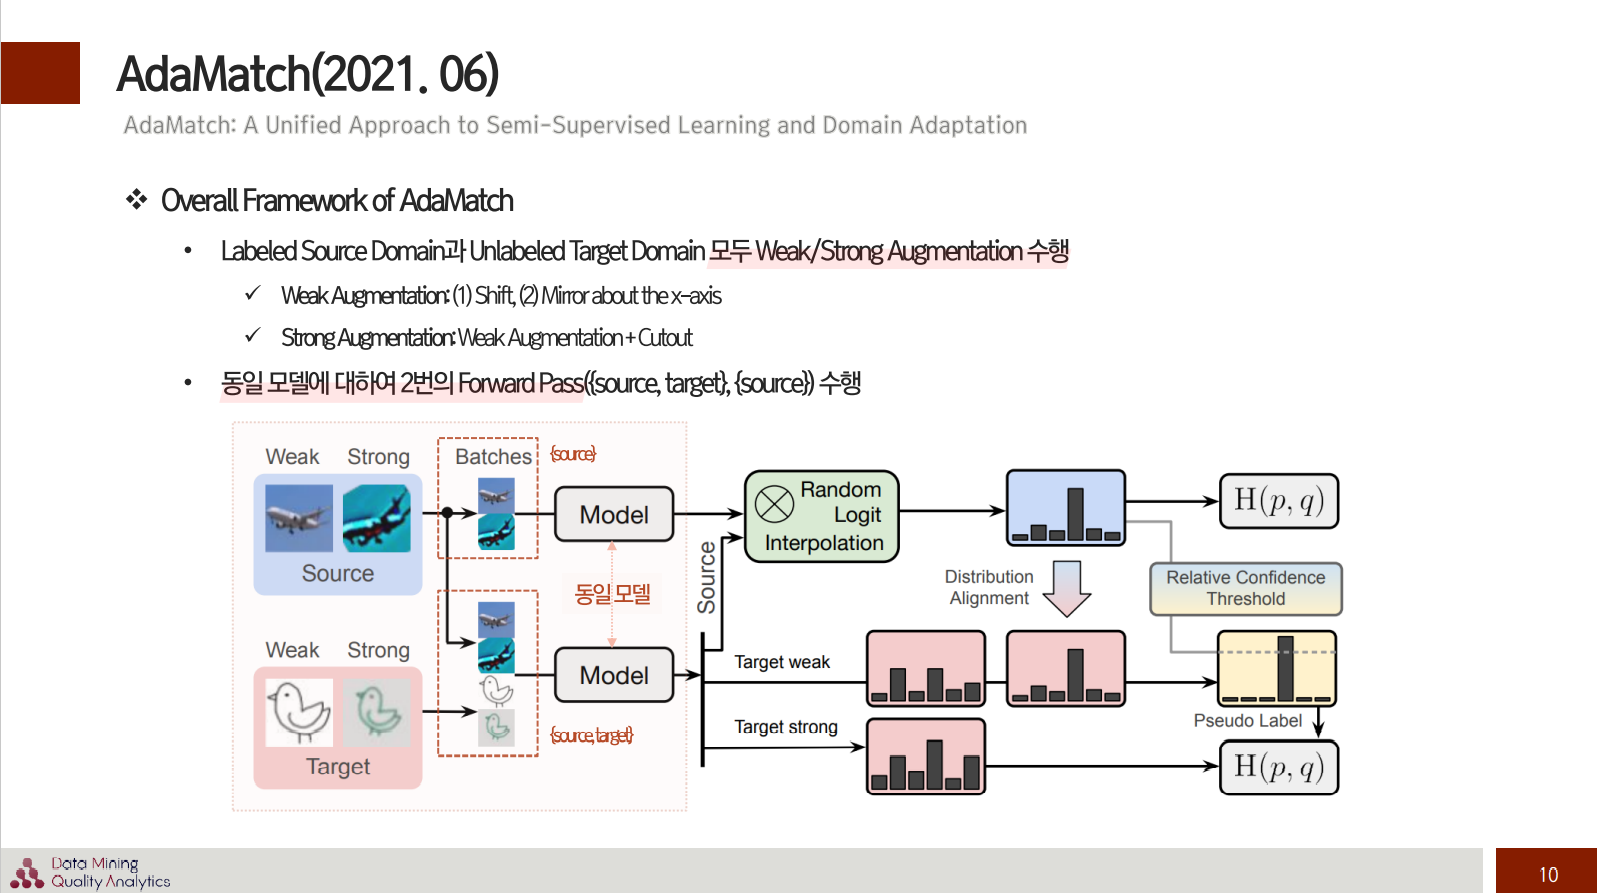 AdaMatch(2021. 06)
AdaMatch: A Unified Approach to Semi-Supervised Learning and Domain Adaptation
❖ Overall Framework of AdaMatch
• Labeled Source Domain과 Unlabeled Target Domain 모두 Weak/Strong Augmentation 수행
✓ Weak Augmentation: (1) Shift, (2) Mirror about the x-axis
✓ Strong Augmentation: Weak Augmentation + Cutout
• 동일 모델에 대하여 2번의 Forward Pass({source, target}, {source}) 수행
Weak Strong
Source
Weak Strong
Target
Batches
{source}
{source, target}
Model
동일 모델
Model
Source
Random
Logit
Interpolation
Distribution
Alignment
Target weak
Target strong
H(p, q)
Relative Confidence
Threshold
Pseudo Label
H(p, q)
Data Mining
Quality Analytics
10